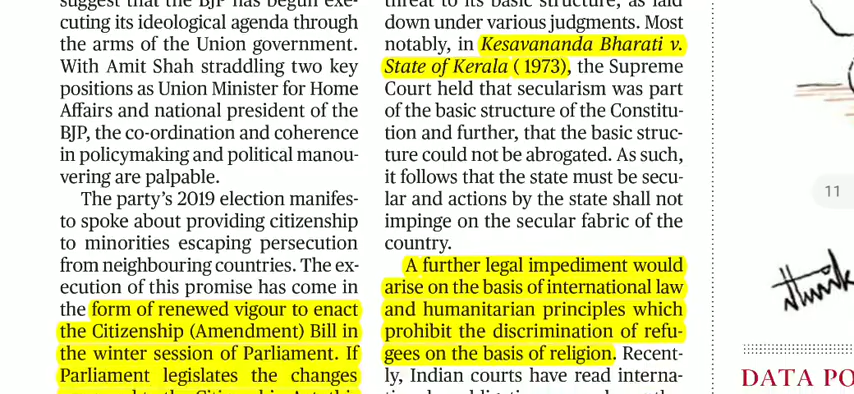 suggest that the BJP has begun exe-
cuting its ideological agenda through
the arms of the Union government.
With Amit Shah straddling two key
positions as Union Minister for Home
Affairs and national president of the
BJP, the co-ordination and coherence
in policymaking and political manou-
vering are palpable.
The party's 2019 election manifes-
to spoke about providing citizenship
to minorities escaping persecution
from neighbouring countries. The ex-
ecution of this promise has come in
the form of renewed vigour to enact
the Citizenship (Amendment) Bill in
the winter session of Parliament. If
Parliament legislates the changes
threat to its basic structure, as laid
down under various judgments. Most
notably, in Kesavananda Bharati v.
State of Kerala (1973), the Supreme
Court held that secularism was part
of the basic structure of the Constitu-
tion and further, that the basic struc-
ture could not be abrogated. As such,
it follows that the state must be secu-
lar and actions by the state shall not
impinge on the secular fabric of the
country.
A further legal impediment would
arise on the basis of international law
and humanitarian principles which
prohibit the discrimination of refu-
gees on the basis of religion. Recent-
ly, Indian courts have read interna-
11
DATA PO